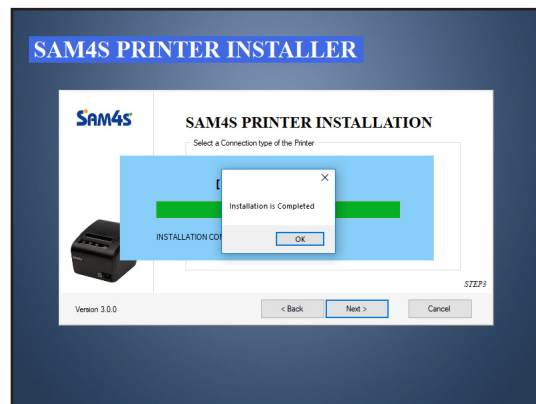 SAM4S PRINTER INSTALLER
SAM4S
SAM4S PRINTER INSTALLATION
Select a Connection type of the Printer
[
Installation is Completed
INSTALLATION COM
OK
STEP3
Version 3.0.0
< Back
Next >
Cancel